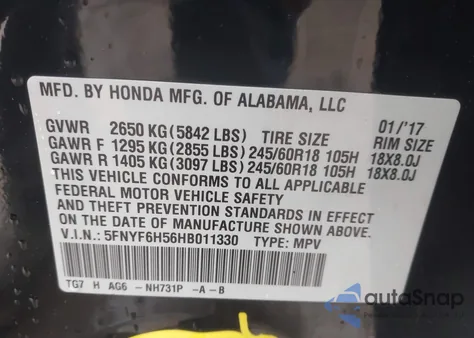 MFD. BY HONDA MFG. OF ALABAMA, LLC 01/'17
GVWR 2650 KG (5842 LBS) TIRE SIZE RIM SIZE
GAWR F 1295 KG (2855 LBS) 245/60R18 105H 18X8.0J
GAWR R 1405 KG (3097 LBS) 245/60R18 105H 18X8.0J
THIS VEHICLE CONFORMS TO ALL APPLICABLE
FEDERAL MOTOR VEHICLE SAFETY
AND THEFT PREVENTION STANDARDS IN EFFECT
ON THE DATE OF MANUFACTURE SHOWN ABOVE.
V.I.N.: 5FNYF6H56HB011330 TYPE: MPV
TG7 H AG6 - NH731P -A -B
autoSnap